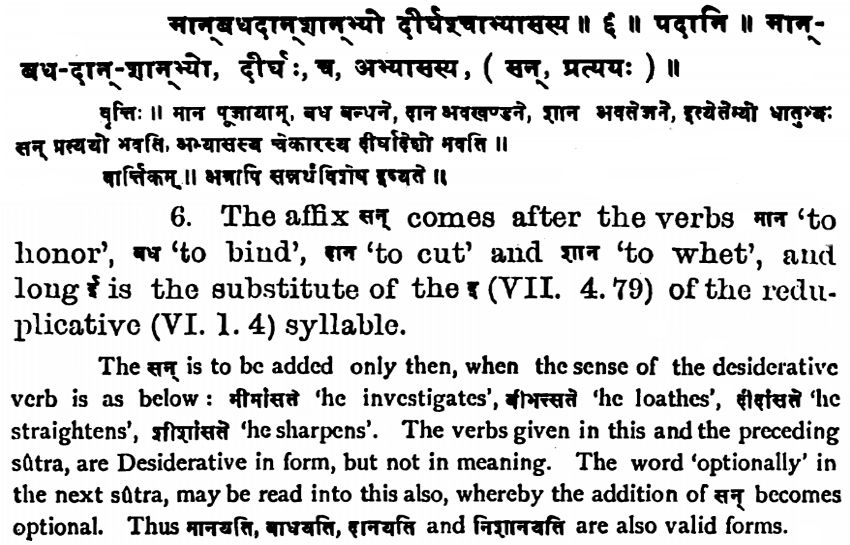 मान्बधदान्शान्भ्यो दीर्घश्चाभ्यासस्य ॥ ६ ॥ पदानि ॥ मान्-
बध-दान्-शान्भ्यो, दीर्घः, च, अभ्यासस्य, ( सन्, प्रत्ययः ) ॥
वृत्तिः ॥ मान पूजायाम्, बध बन्धने, दान अवखण्डने, शान अवतेजने, इत्येतेभ्यो धातुभ्यः
सन् प्रत्ययो भवति, अभ्यासस्य चेकारस्य दीर्घादेशो भवति ॥
वार्त्तिकम् ॥ अत्रापि सन्नर्थविशेष इष्यते ॥
6. The affix सन् comes after the verbs मान 'to
honor', बध 'to bind', दान 'to cut' and शान 'to whet', and
long ई is the substitute of the इ (VII. 4. 79) of the redu-
plicative (VI. 1. 4) syllable.
The सन् is to be added only then, when the sense of the desiderative
verb is as below : मीमांसते 'he investigates', बीभत्सते 'he loathes', दीदांसते 'he
straightens', शीशांसते 'he sharpens'. The verbs given in this and the preceding
sûtra, are Desiderative in form, but not in meaning. The word 'optionally' in
the next sûtra, may be read into this also, whereby the addition of सन् becomes
optional. Thus मानयति, बाधयति, दानयति and निशानयति are also valid forms.